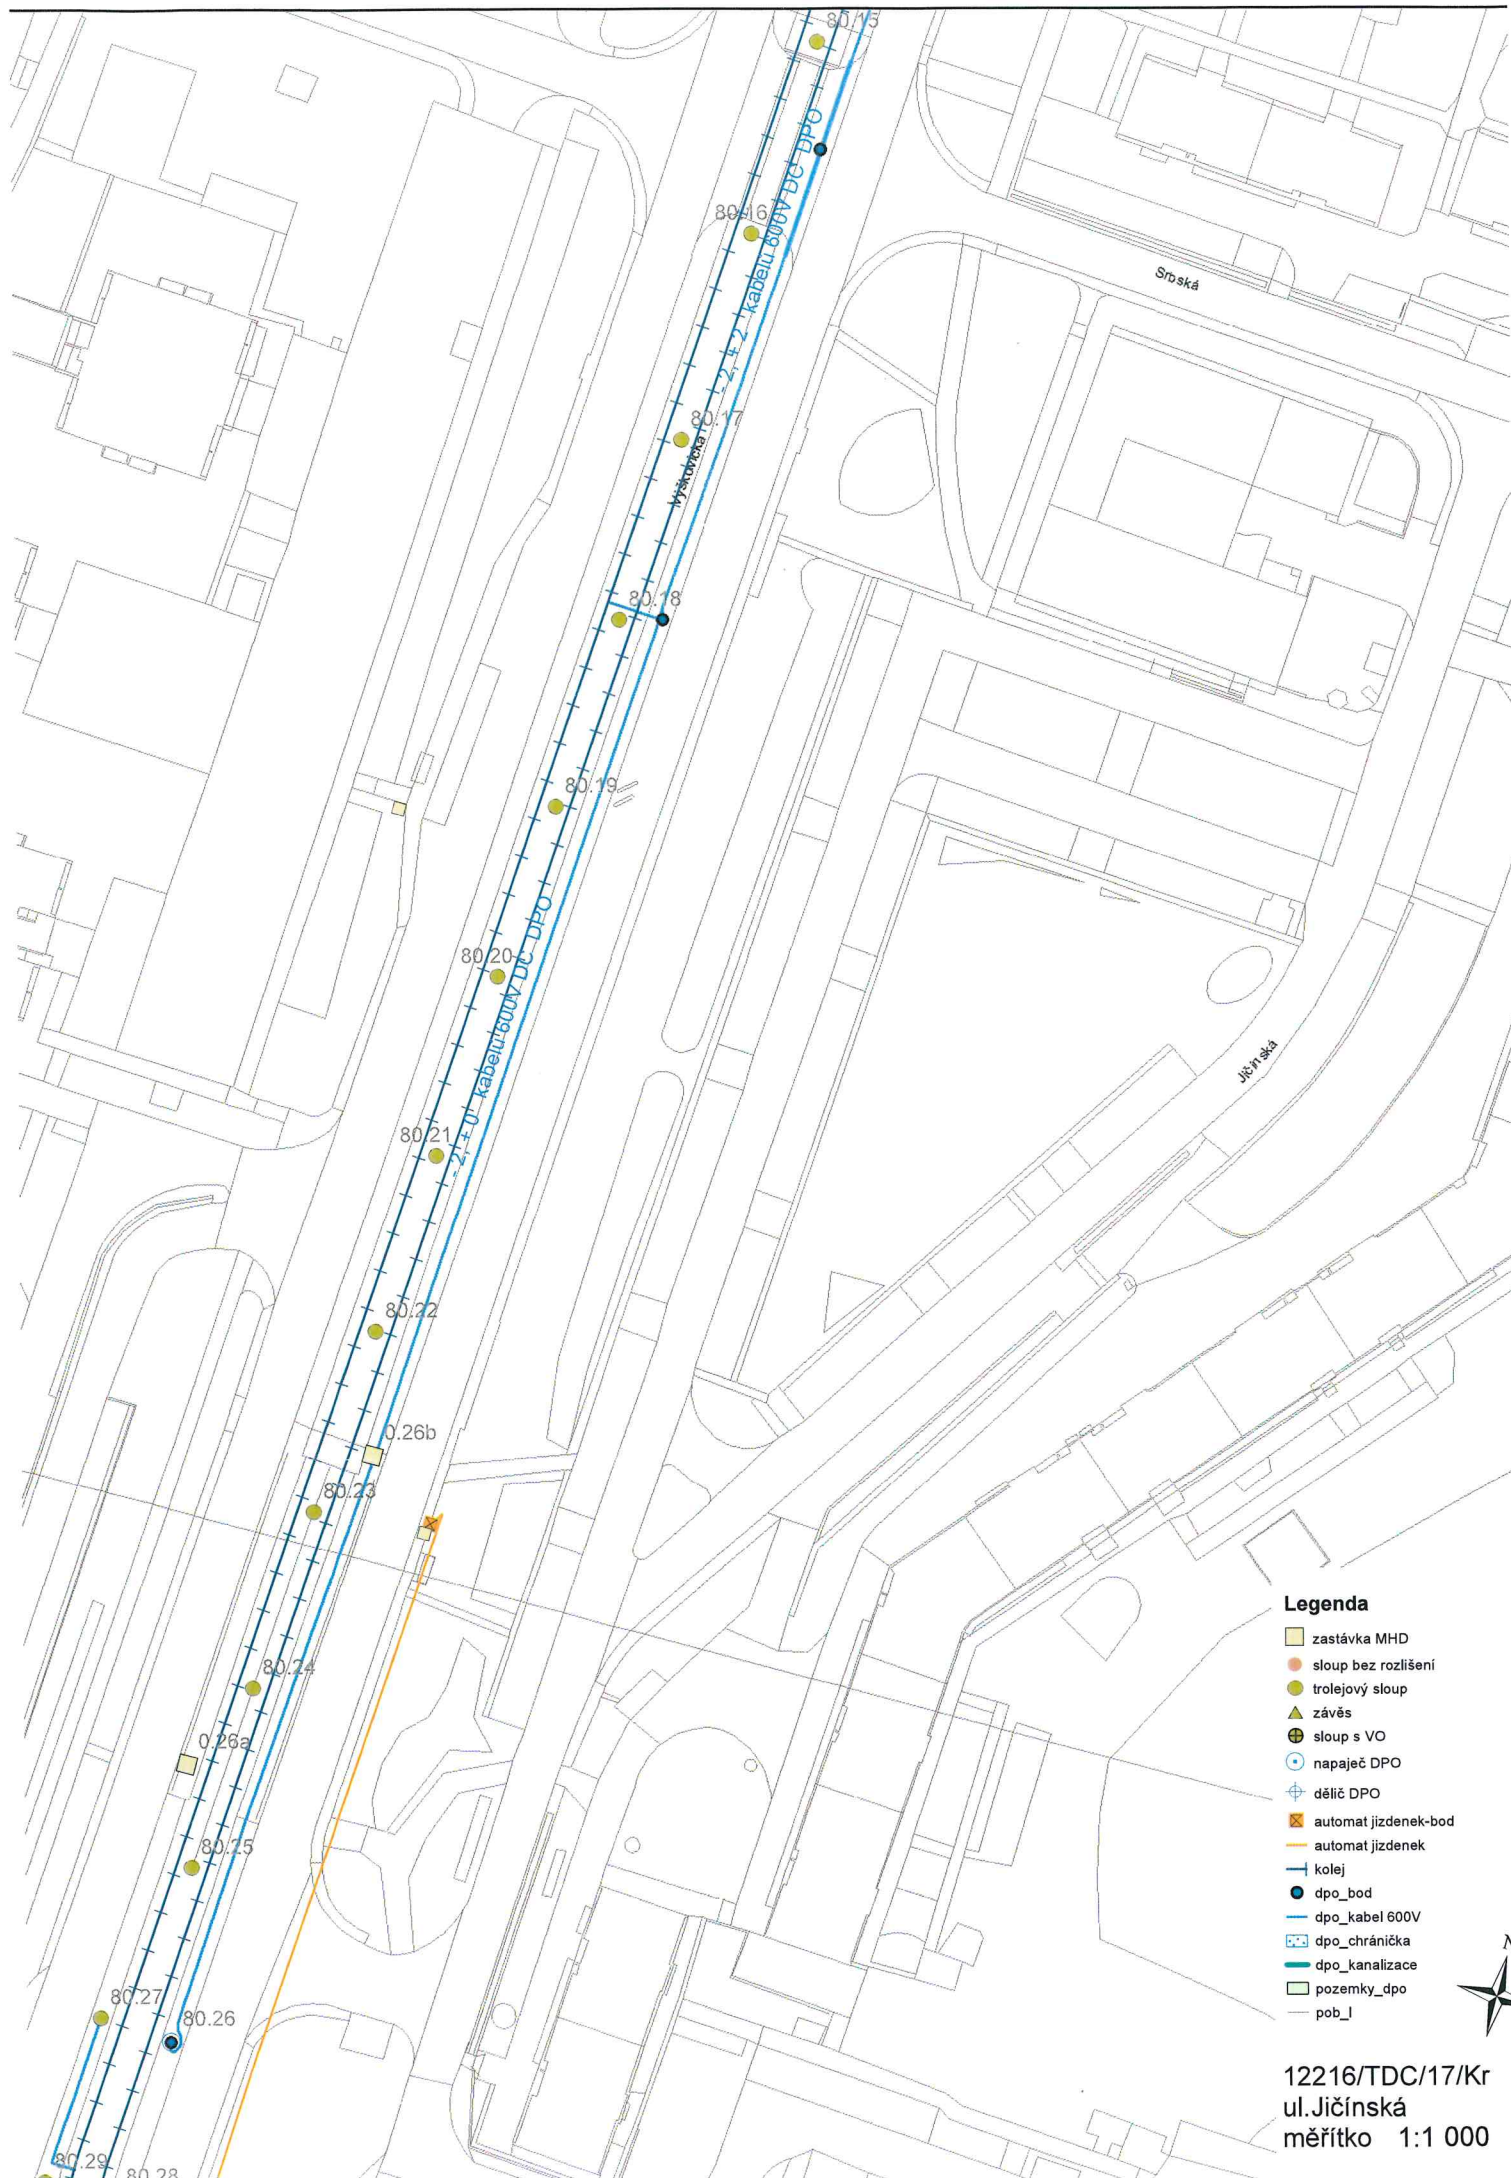 80.15
80.16
- 2, + 2 kabelů 600V DC DPO
Srbská
80.17
Výškovická
80.18
80.19
80.20
- 2, + 0 kabelů 600V DC DPO
Jičínská
80.21
80.22
0.26b
80.23
80.24
0.26a
80.25
80.27
80.26
80.29
80.28
Legenda
zastávka MHD
sloup bez rozlišení
trolejový sloup
závěs
sloup s VO
napaječ DPO
dělič DPO
automat jizdenek-bod
automat jizdenek
kolej
dpo_bod
dpo_kabel 600V
dpo_chránička
dpo_kanalizace
pozemky_dpo
pob_l
N
12216/TDC/17/Kr
ul.Jičínská
měřítko 1:1 000